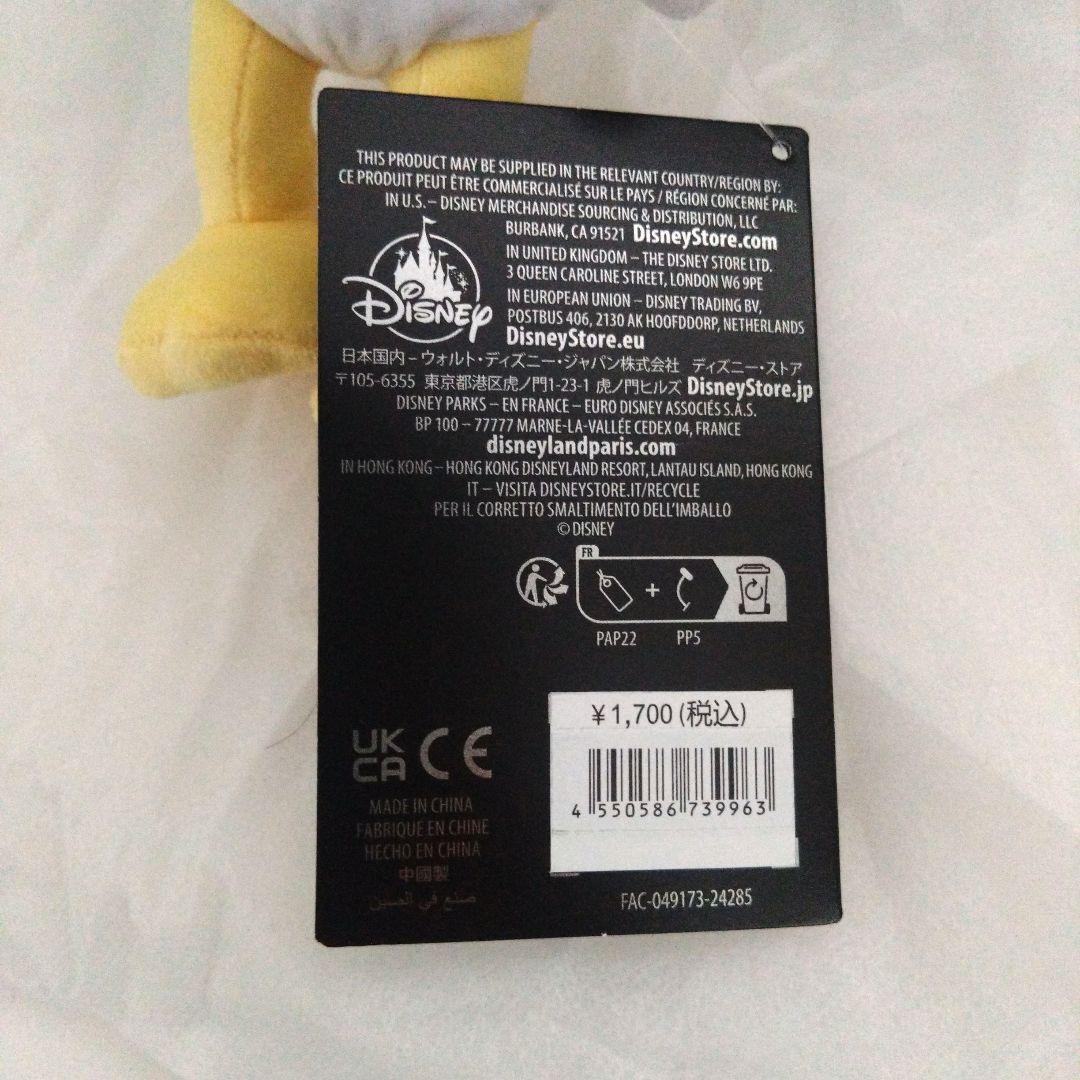 THIS PRODUCT MAY BE SUPPLIED IN THE RELEVANT COUNTRY/REGION BY:
CE PRODUIT PEUT ÊTRE COMMERCIALISÉ SUR LE PAYS / RÉGION CONCERNÉ PAR:
IN U.S. – DISNEY MERCHANDISE SOURCING & DISTRIBUTION, LLC
BURBANK, CA 91521 DisneyStore.com
IN UNITED KINGDOM – THE DISNEY STORE LTD.
3 QUEEN CAROLINE STREET, LONDON W6 9PE
IN EUROPEAN UNION – DISNEY TRADING BV,
POSTBUS 406, 2130 AK HOOFDDORP, NETHERLANDS
DisneyStore.eu
DISNEY
日本国内 – ウォルト・ディズニー・ジャパン株式会社 ディズニー・ストア
〒105-6355 東京都港区虎ノ門1-23-1 虎ノ門ヒルズ DisneyStore.jp
DISNEY PARKS – EN FRANCE – EURO DISNEY ASSOCIÉS S.A.S.
BP 100 – 77777 MARNE-LA-VALLÉE CEDEX 04, FRANCE
disneylandparis.com
IN HONG KONG – HONG KONG DISNEYLAND RESORT, LANTAU ISLAND, HONG KONG
IT – VISITA DISNEYSTORE.IT/RECYCLE
PER IL CORRETTO SMALTIMENTO DELL'IMBALLO
© DISNEY
FR
+
PAP22 PP5
¥1,700 (税込)
4 550586 739963
UK
CA CE
MADE IN CHINA
FABRIQUE EN CHINE
HECHO EN CHINA
中國製
صنع في الصين
FAC-049173-24285